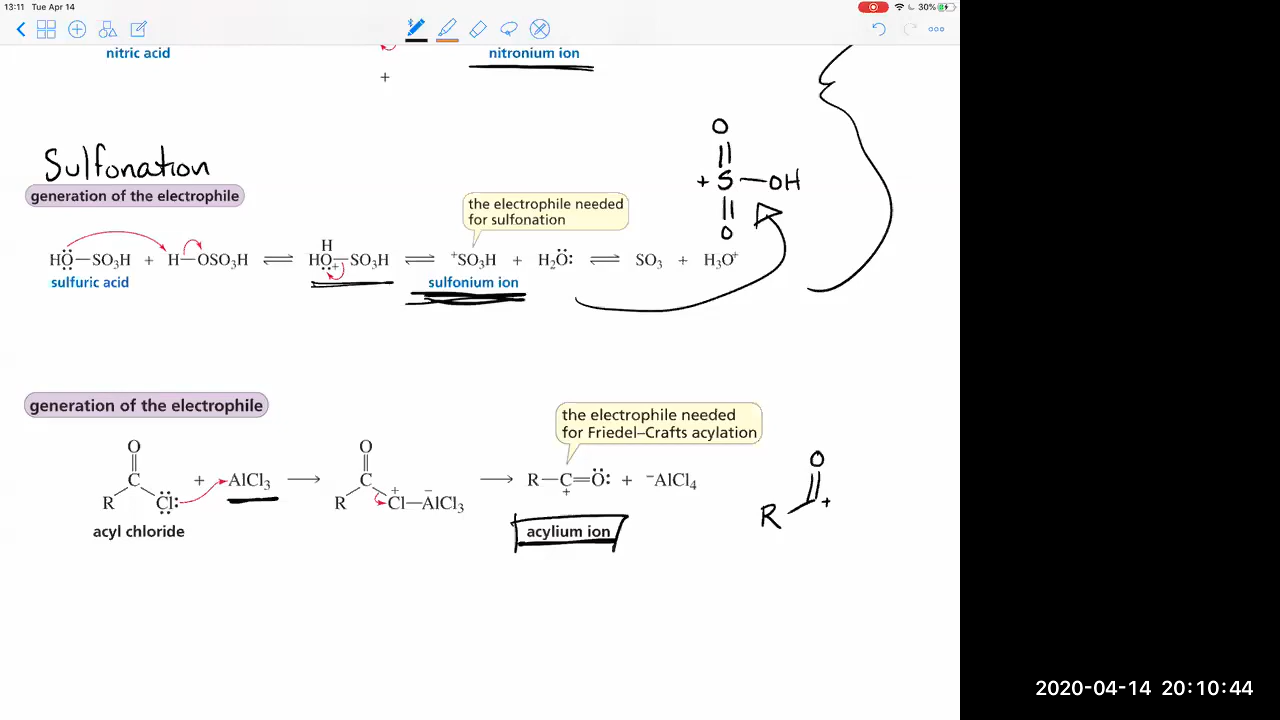 13:11 Tue Apr 14
30%
nitric acid
nitronium ion
+
Sulfonation
generation of the electrophile
the electrophile needed
for sulfonation
O
+ S — OH
O
H
HÖ—SO₃H + H—OSO₃H ⇌ HO⁺—SO₃H ⇌ ⁺SO₃H + H₂Ö: ⇌ SO₃ + H₃O⁺
sulfuric acid
sulfonium ion
generation of the electrophile
the electrophile needed
for Friedel–Crafts acylation
O
O
O
C + AlCl₃ ⟶ C ⟶ R—C⁺=Ö: + ⁻AlCl₄
R Cl: R Cl⁺—⁻AlCl₃
R +
acyl chloride
acylium ion
2020-04-14 20:10:44